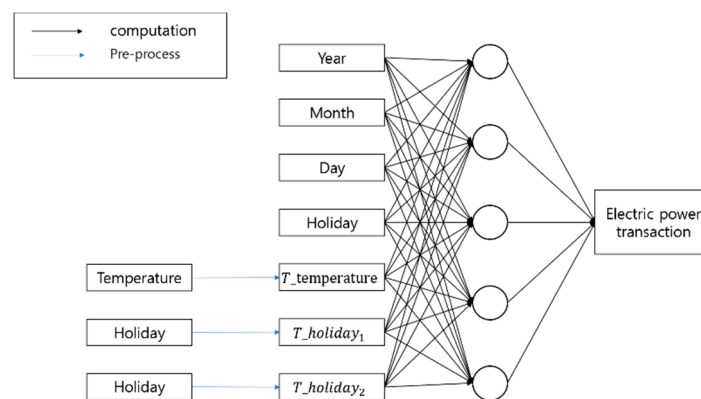 computation
Pre-process
Year
Month
Day
Holiday
Temperature
T_temperature
Holiday
T_holiday₁
Holiday
T_holiday₂
Electric power
transaction